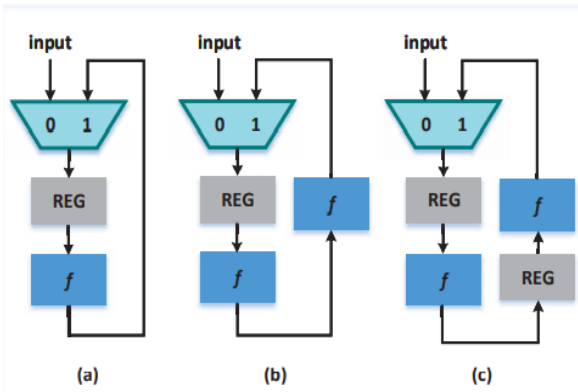 input input input
0 1 0 1 0 1
REG REG f REG f
f f f REG
(a) (b) (c)